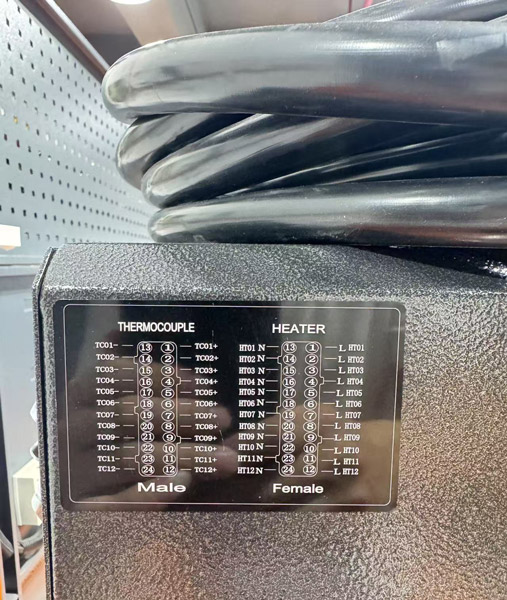 THERMOCOUPLE HEATER
TC01- 13 1 TC01+ HT01 N 13 1 L HT01
TC02- 14 2 TC02+ HT02 N 14 2 L HT02
TC03- 15 3 TC03+ HT03 N 15 3 L HT03
TC04- 16 4 TC04+ HT04 N 16 4 L HT04
TC05- 17 5 TC05+ HT05 N 17 5 L HT05
TC06- 18 6 TC06+ HT06 N 18 6 L HT06
TC07- 19 7 TC07+ HT07 N 19 7 L HT07
TC08- 20 8 TC08+ HT08 N 20 8 L HT08
TC09- 21 9 TC09+ HT09 N 21 9 L HT09
TC10- 22 10 TC10+ HT10 N 22 10 L HT10
TC11- 23 11 TC11+ HT11 N 23 11 L HT11
TC12- 24 12 TC12+ HT12 N 24 12 L HT12
Male Female